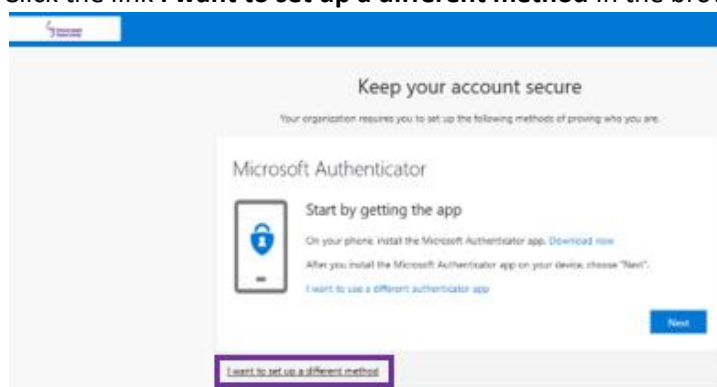 Click the link I want to set up a different method in the bro
Keep your account secure
Your organization requires you to set up the following methods of proving who you are.
Microsoft Authenticator
Start by getting the app
On your phone, install the Microsoft Authenticator app. Download now
After you install the Microsoft Authenticator app on your device, choose "Next".
I want to use a different authenticator app
Next
I want to set up a different method